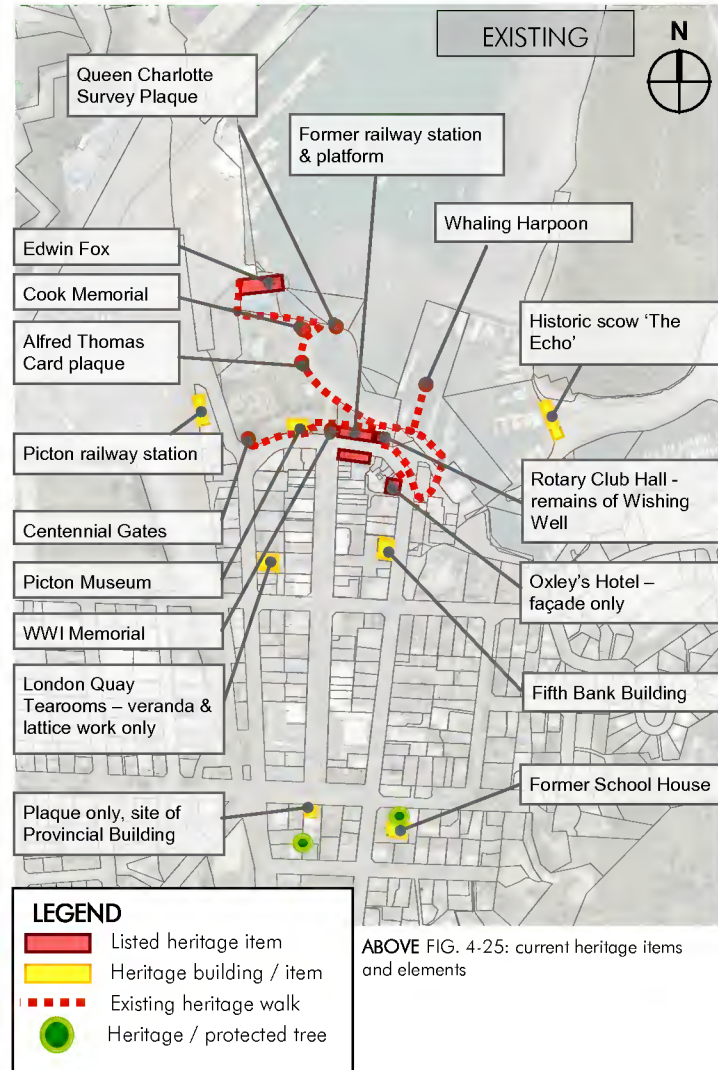 EXISTING
N
Queen Charlotte
Survey Plaque
Former railway station
& platform
Whaling Harpoon
Edwin Fox
Cook Memorial
Alfred Thomas
Card plaque
Historic scow ‘The
Echo’
Picton railway station
Rotary Club Hall -
remains of Wishing
Well
Centennial Gates
Picton Museum
Oxley’s Hotel –
façade only
WWI Memorial
London Quay
Tearooms – veranda &
lattice work only
Fifth Bank Building
Former School House
Plaque only, site of
Provincial Building
LEGEND
Listed heritage item
Heritage building / item
Existing heritage walk
Heritage / protected tree
ABOVE FIG. 4-25: current heritage items
and elements